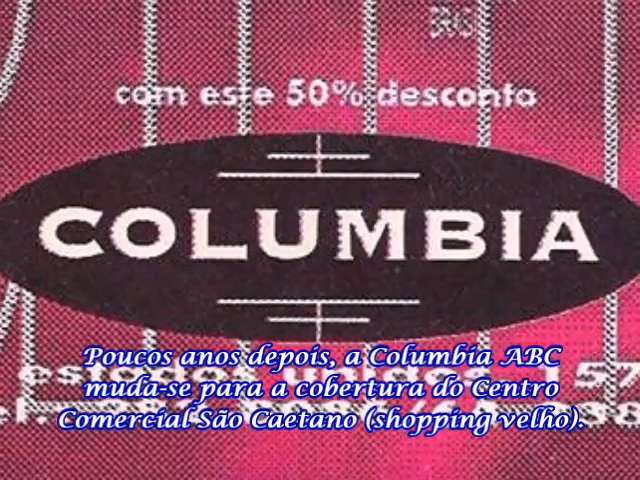 com este 50% desconto
COLUMBIA
Poucos anos depois, a Columbia ABC
muda-se para a cobertura do Centro
Comercial São Caetano (shopping velho).